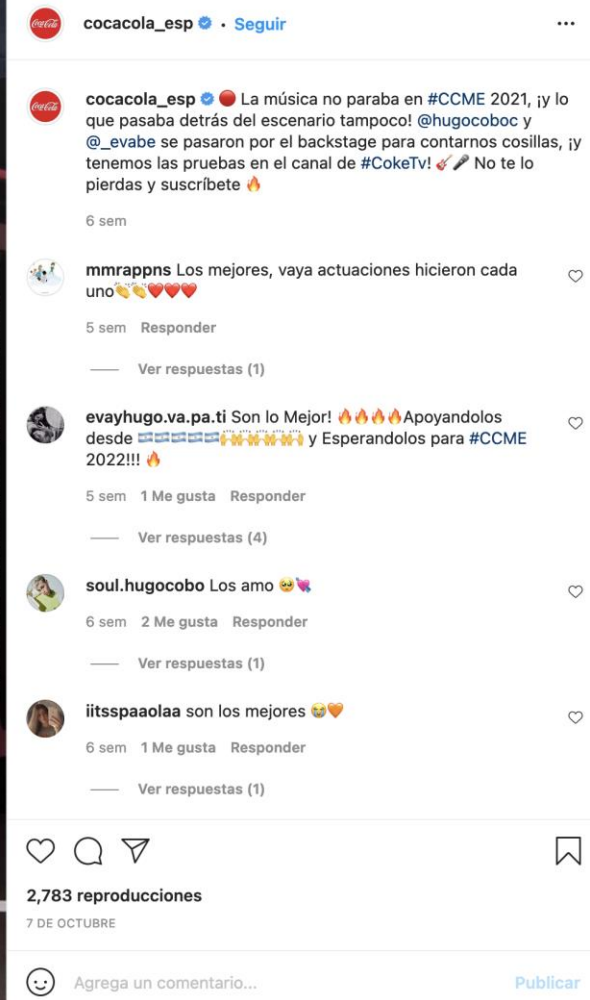 cocacola_esp • Seguir
cocacola_esp 🔴 La música no paraba en #CCME 2021, ¡y lo
que pasaba detrás del escenario tampoco! @hugocoboc y
@_evabe se pasaron por el backstage para contarnos cosillas, ¡y
tenemos las pruebas en el canal de #CokeTv! 🎸🎤 No te lo
pierdas y suscríbete 🔥
6 sem
mmrappns Los mejores, vaya actuaciones hicieron cada
uno👏👏❤️❤️❤️
5 sem Responder
Ver respuestas (1)
evayhugo.va.pa.ti Son lo Mejor! 🔥🔥🔥🔥Apoyandolos
desde 🇦🇷🇦🇷🇦🇷🇦🇷🇦🇷🙌🙌🙌🙌🙌 y Esperandolos para #CCME
2022!!! 🔥
5 sem 1 Me gusta Responder
Ver respuestas (4)
soul.hugocobo Los amo 🥺💘
6 sem 2 Me gusta Responder
Ver respuestas (1)
iitsspaaolaa son los mejores 😭🧡
6 sem 1 Me gusta Responder
Ver respuestas (1)
2,783 reproducciones
7 DE OCTUBRE
Agrega un comentario... Publicar